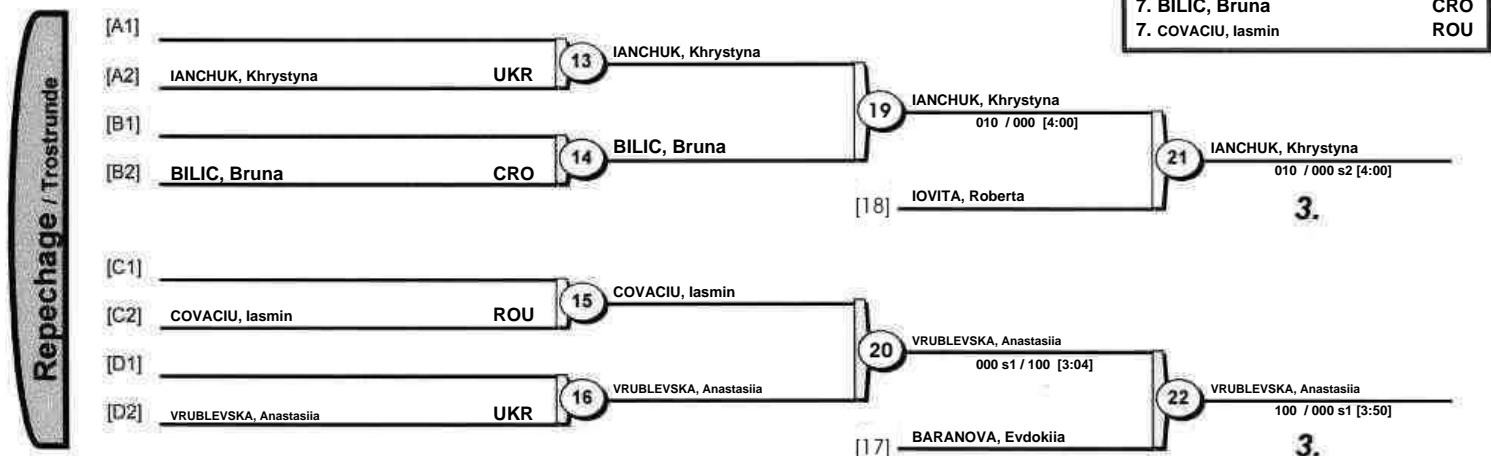 7. BILIC, Bruna CRO
7. COVACIU, Iasmin ROU
Repechage / Trostrunde
[A1]
[A2] IANCHUK, Khrystyna UKR
13 IANCHUK, Khrystyna
[B1]
[B2] BILIC, Bruna CRO
14 BILIC, Bruna
19 IANCHUK, Khrystyna
010 / 000 [4:00]
[18] IOVITA, Roberta
21 IANCHUK, Khrystyna
010 / 000 s2 [4:00]
3.
[C1]
[C2] COVACIU, Iasmin ROU
15 COVACIU, Iasmin
[D1]
[D2] VRUBLEVSKA, Anastasiia UKR
16 VRUBLEVSKA, Anastasiia
20 VRUBLEVSKA, Anastasiia
000 s1 / 100 [3:04]
[17] BARANOVA, Evdokiia
22 VRUBLEVSKA, Anastasiia
100 / 000 s1 [3:50]
3.